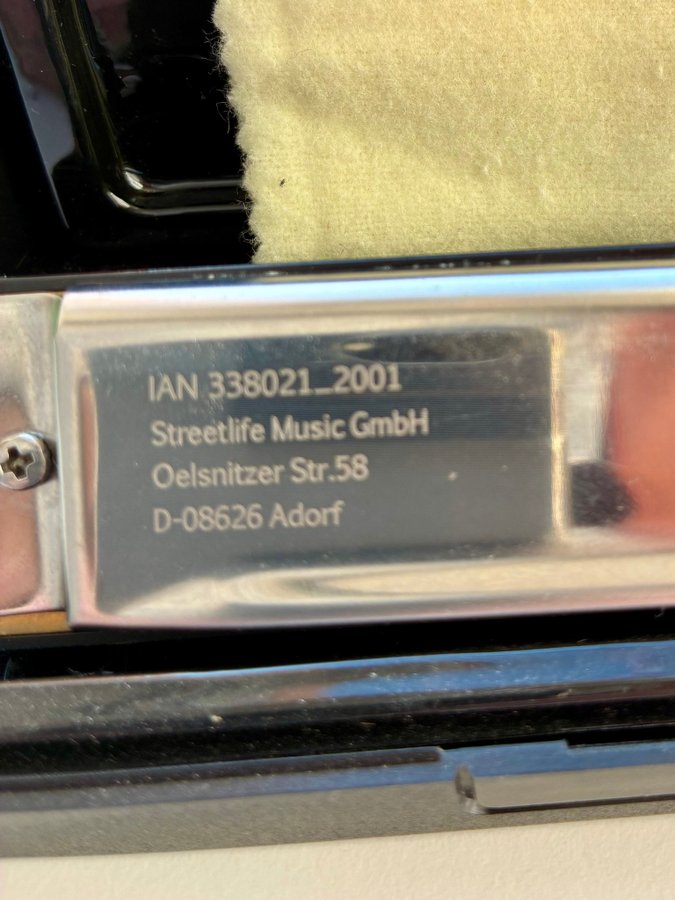 IAN 338021_2001
Streetlife Music GmbH
Oelsnitzer Str.58
D-08626 Adorf